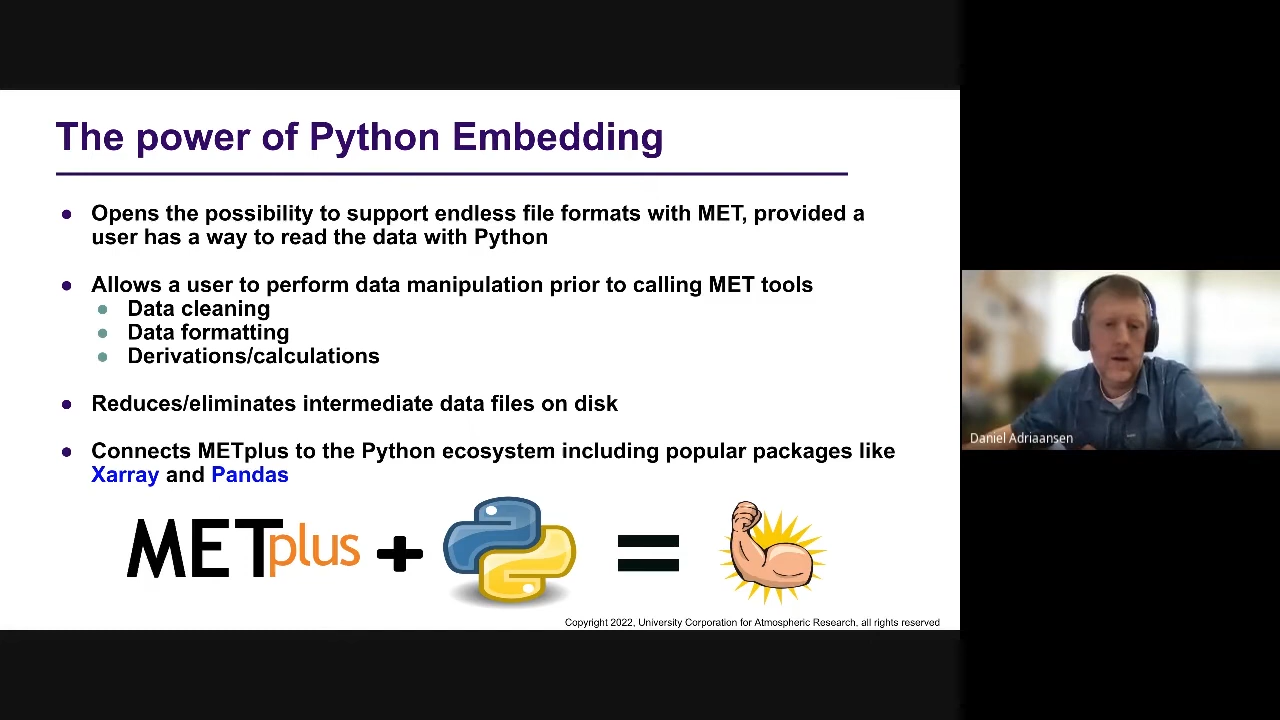 The power of Python Embedding
● Opens the possibility to support endless file formats with MET, provided a
user has a way to read the data with Python
● Allows a user to perform data manipulation prior to calling MET tools
● Data cleaning
● Data formatting
● Derivations/calculations
● Reduces/eliminates intermediate data files on disk
● Connects METplus to the Python ecosystem including popular packages like
Xarray and Pandas
METplus + =
Copyright 2022, University Corporation for Atmospheric Research, all rights reserved
Daniel Adriaansen